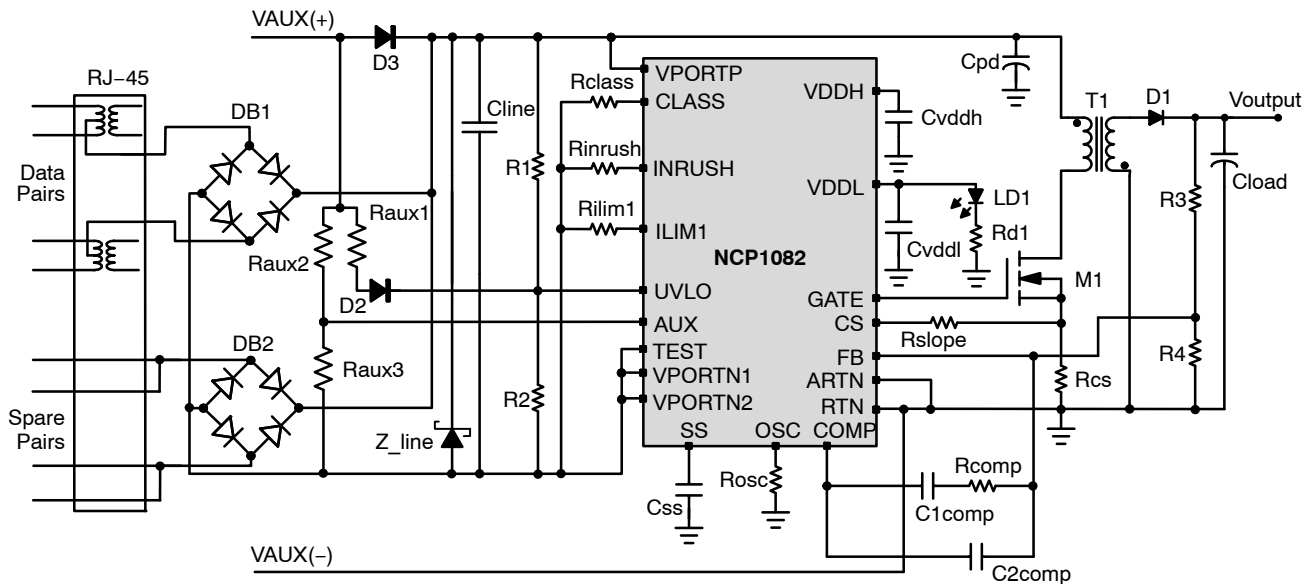 VAUX(+)
D3
RJ−45
DB1
Data
Pairs
Raux1
Raux2
D2
DB2
Raux3
Spare
Pairs
Z_line
Cline
R1
R2
Rclass
Rinrush
Rilim1
VPORTP
CLASS
INRUSH
ILIM1
NCP1082
UVLO
AUX
TEST
VPORTN1
VPORTN2
SS
OSC
COMP
VDDH
VDDL
GATE
CS
FB
ARTN
RTN
Cvddh
Cvddl
LD1
Rd1
Cpd
T1
D1
Voutput
Cload
R3
R4
M1
Rslope
Rcs
Css
Rosc
Rcomp
C1comp
C2comp
VAUX(−)